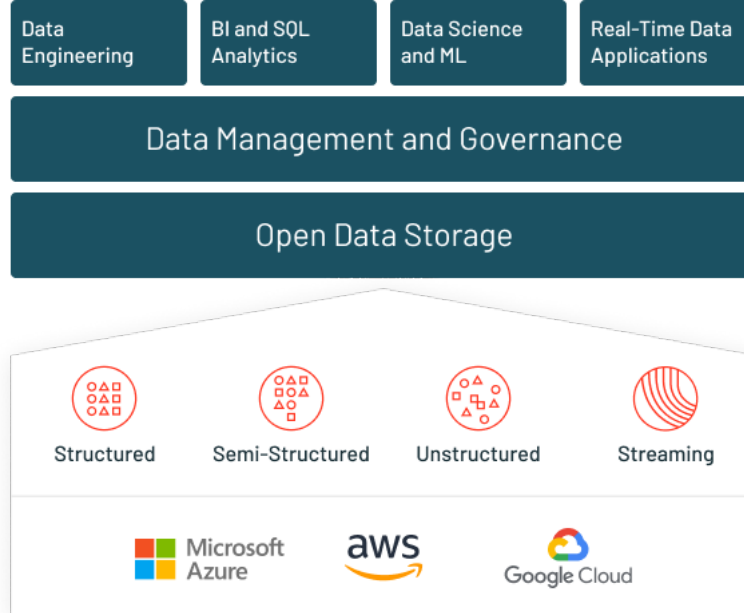 Data
Engineering
BI and SQL
Analytics
Data Science
and ML
Real-Time Data
Applications
Data Management and Governance
Open Data Storage
Structured
Semi-Structured
Unstructured
Streaming
Microsoft
Azure
aws
Google Cloud